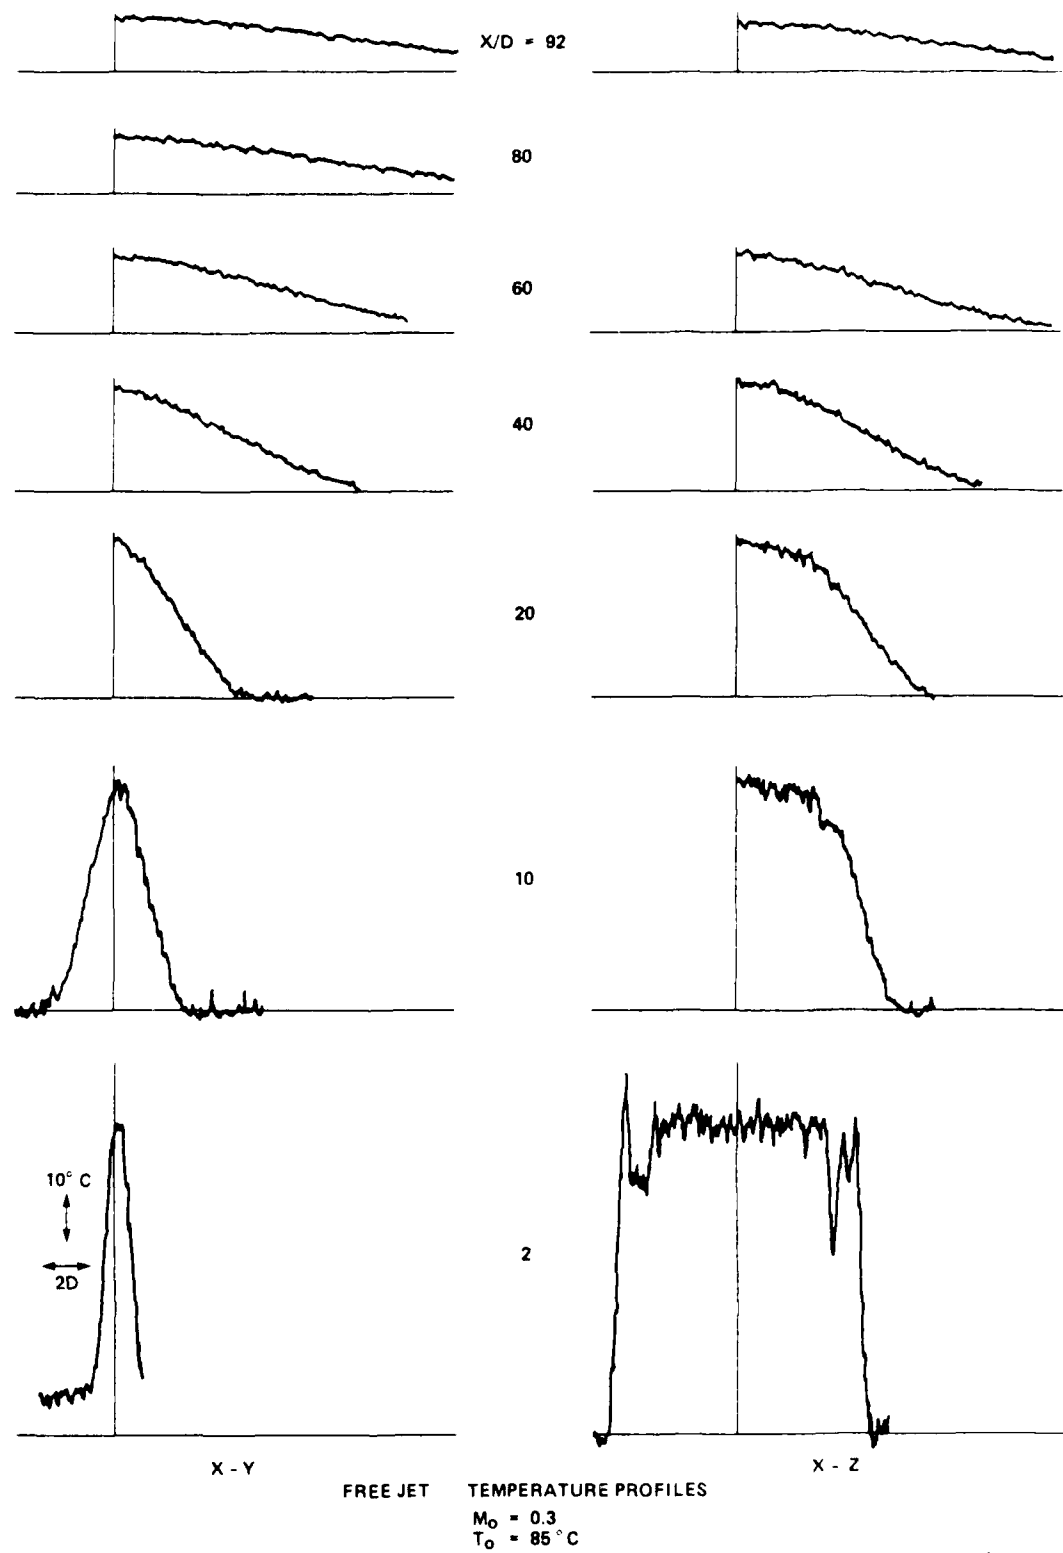 X/D = 92
80
60
40
20
10
10° C
2D
2
X - Y
X - Z
FREE JET TEMPERATURE PROFILES
Mo = 0.3
To = 85°C